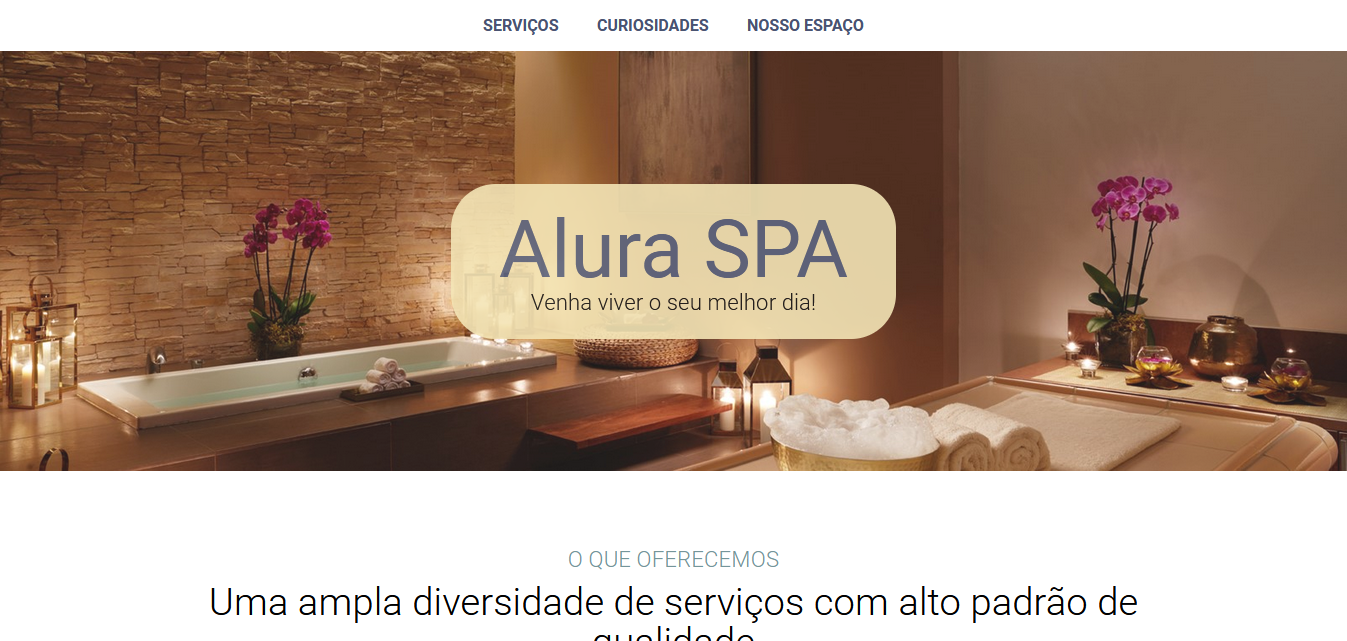 SERVIÇOS CURIOSIDADES NOSSO ESPAÇO
Alura SPA
Venha viver o seu melhor dia!
O QUE OFERECEMOS
Uma ampla diversidade de serviços com alto padrão de
qualidade